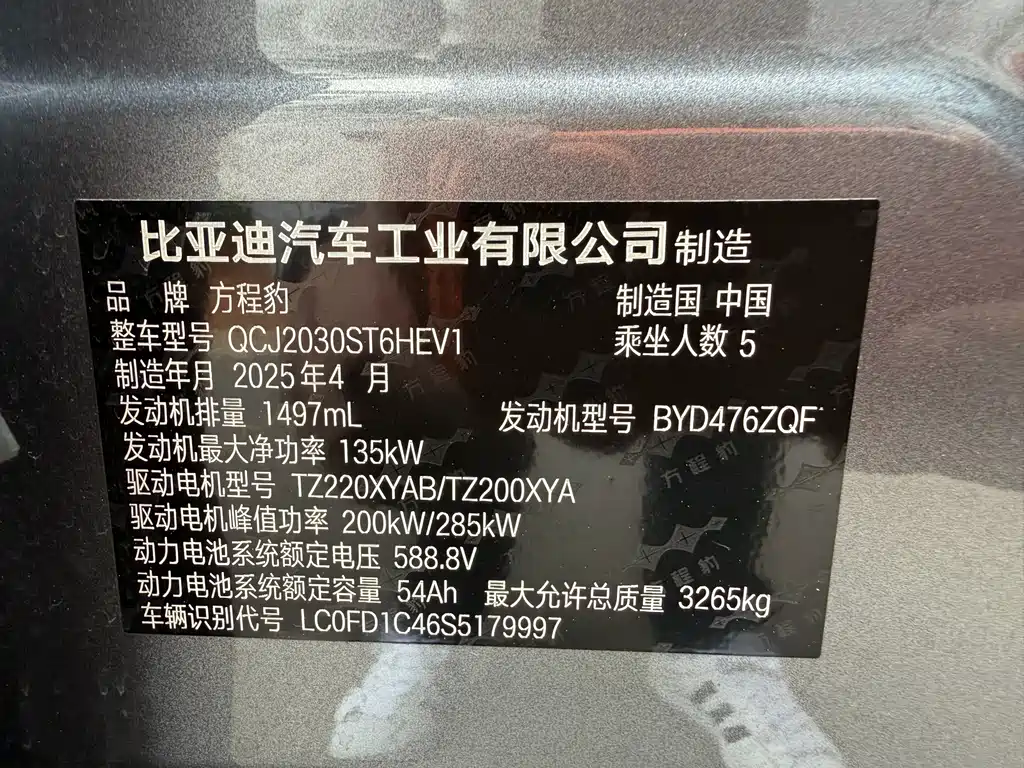 比亚迪汽车工业有限公司制造
品 牌 方程豹 制造国 中国
整车型号 QCJ2030ST6HEV1 乘坐人数 5
制造年月 2025年4 月
发动机排量 1497mL 发动机型号 BYD476ZQF
发动机最大净功率 135kW
驱动电机型号 TZ220XYAB/TZ200XYA
驱动电机峰值功率 200kW/285kW
动力电池系统额定电压 588.8V
动力电池系统额定容量 54Ah 最大允许总质量 3265kg
车辆识别代号 LC0FD1C46S5179997